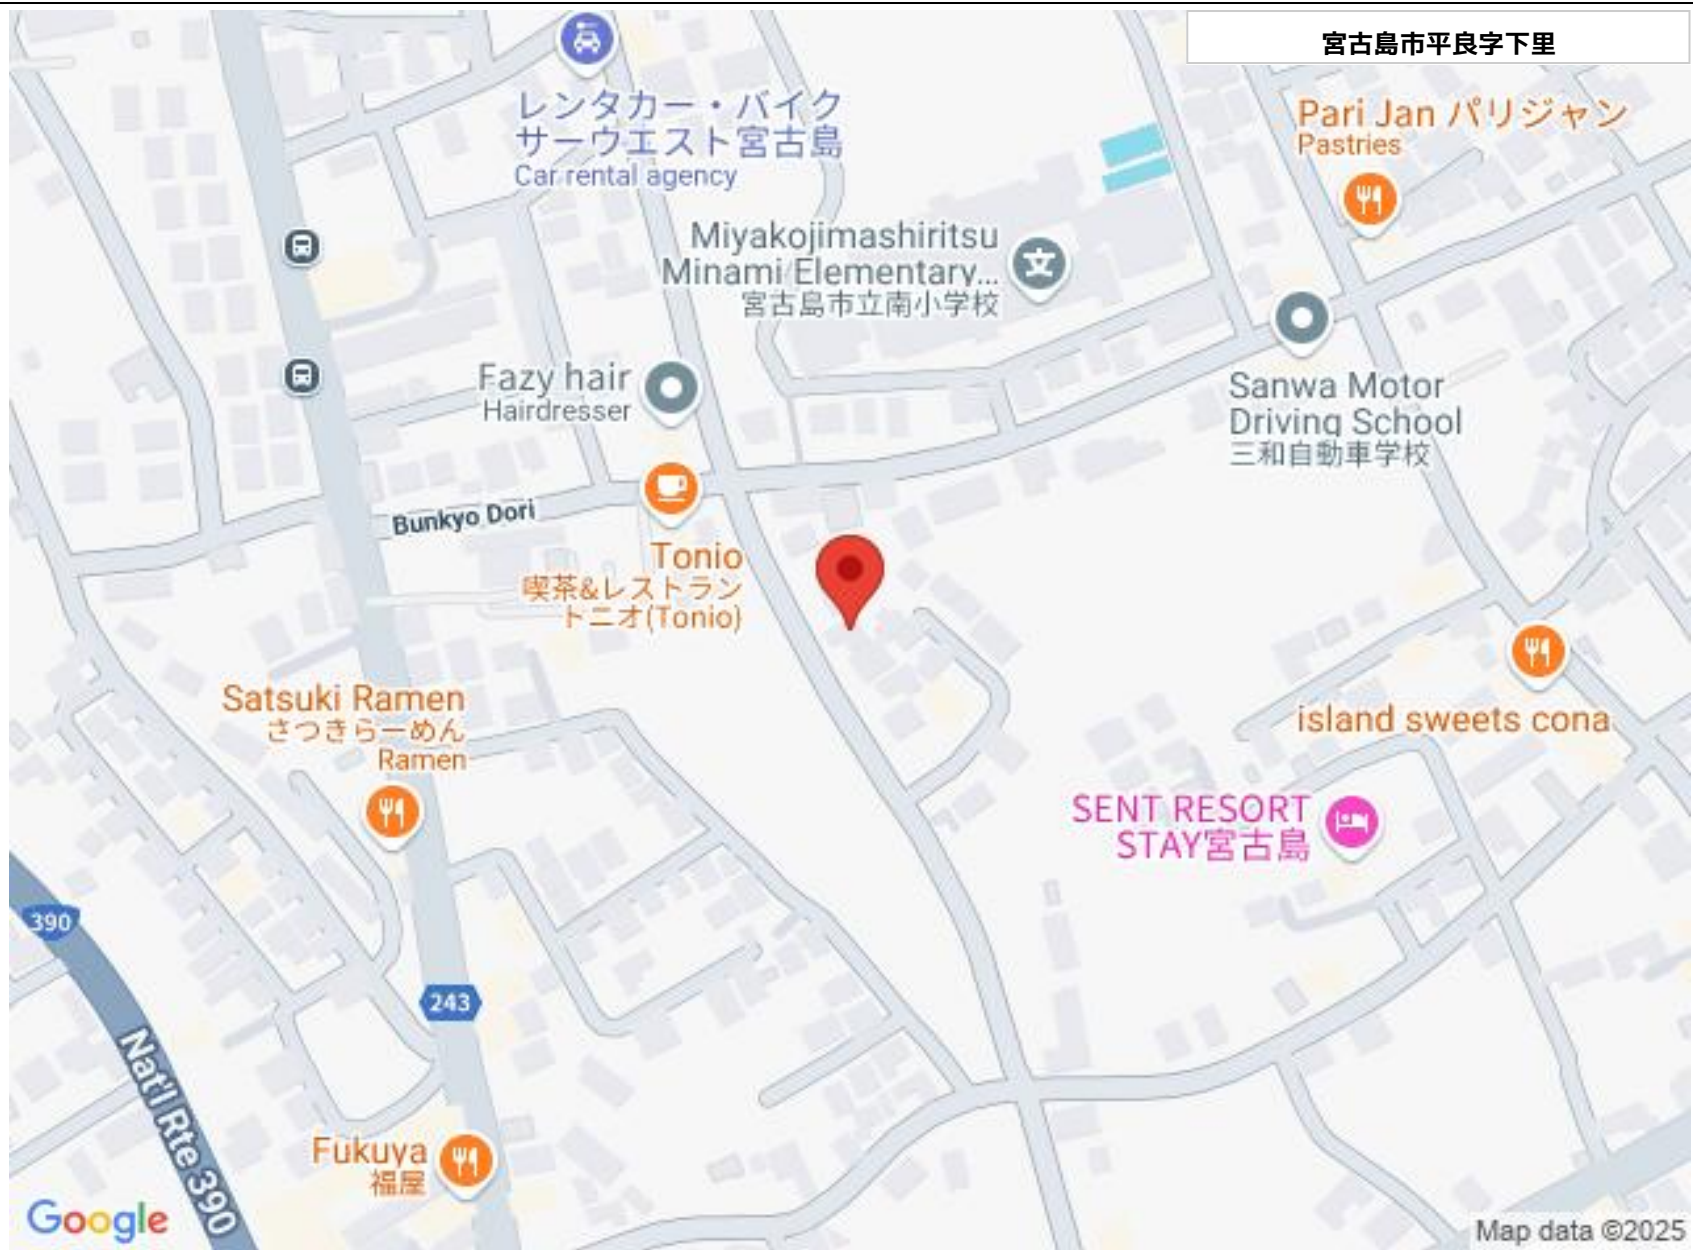 宮古島市平良字下里
レンタカー・バイク
サーウエスト宮古島
Car rental agency
Pari Jan パリジャン
Pastries
Miyakojimashiritsu
Minami Elementary...
宮古島市立南小学校
Fazy hair
Hairdresser
Sanwa Motor
Driving School
三和自動車学校
Bunkyo Dori
Tonio
喫茶&レストラン
トニオ(Tonio)
Satsuki Ramen
さつきらーめん
Ramen
island sweets cona
SENT RESORT
STAY宮古島
390
243
Nat'l Rte 390
Fukuya
福屋
Google
Map data ©2025